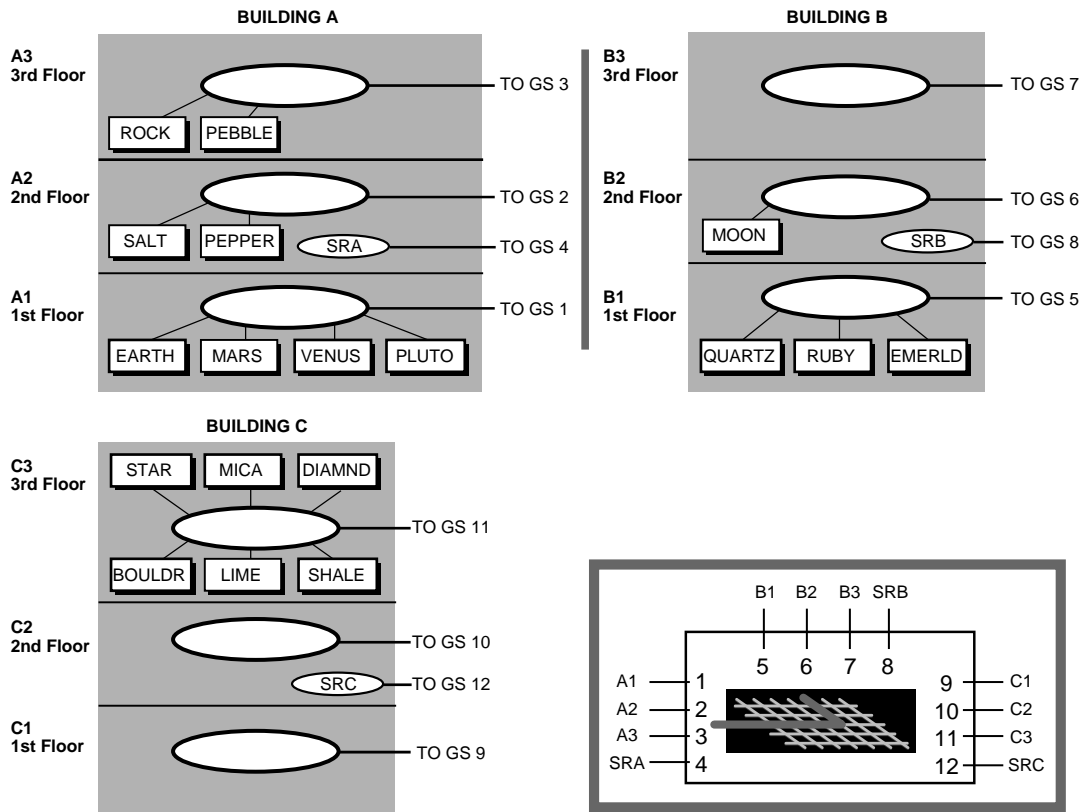 BUILDING A
A3
3rd Floor
TO GS 3
ROCK PEBBLE
A2
2nd Floor
TO GS 2
SALT PEPPER SRA TO GS 4
A1
1st Floor
TO GS 1
EARTH MARS VENUS PLUTO
BUILDING B
B3
3rd Floor
TO GS 7
B2
2nd Floor
TO GS 6
MOON SRB TO GS 8
B1
1st Floor
TO GS 5
QUARTZ RUBY EMERLD
BUILDING C
C3
3rd Floor
STAR MICA DIAMND
TO GS 11
BOULDR LIME SHALE
C2
2nd Floor
TO GS 10
SRC TO GS 12
C1
1st Floor
TO GS 9
B1 B2 B3 SRB
5 6 7 8
A1 1 9 C1
A2 2 10 C2
A3 3 11 C3
SRA 4 12 SRC